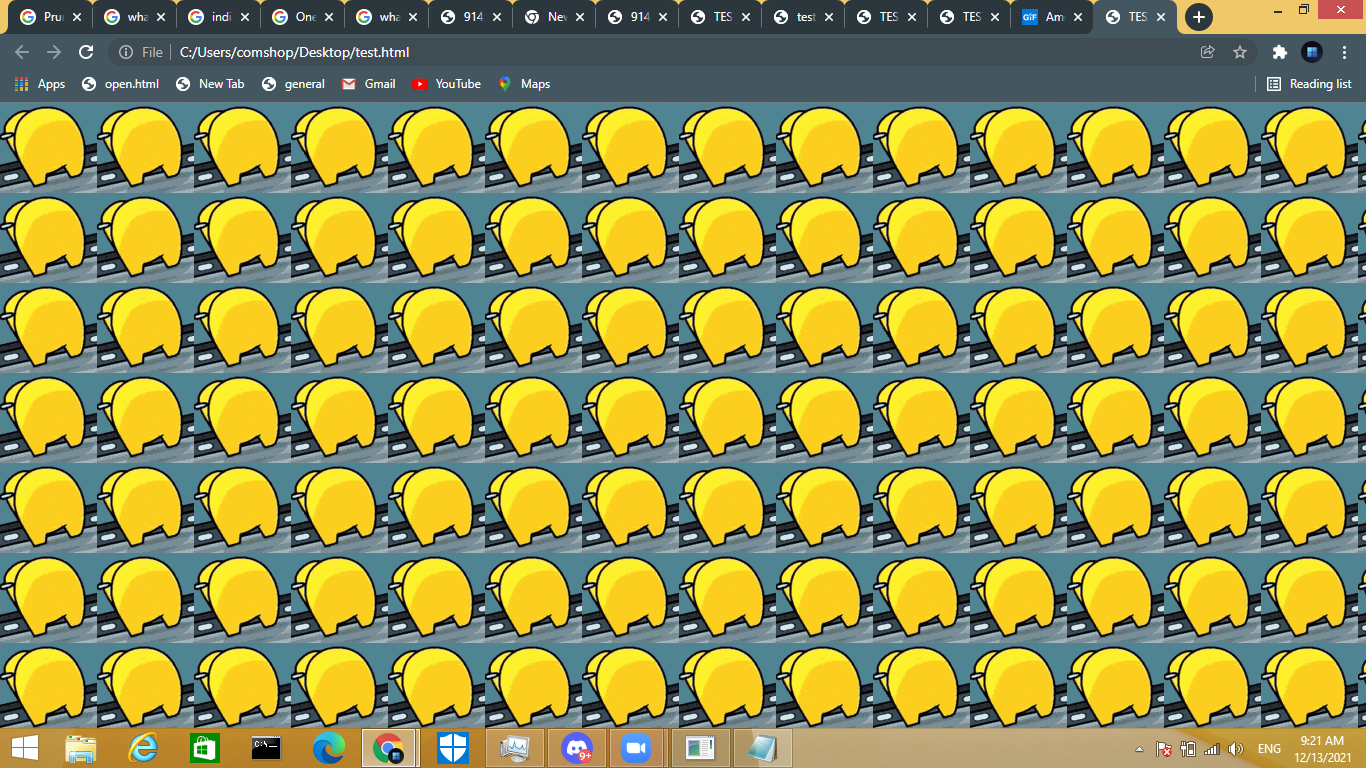 Pru wha indi One wha 914 Nev 914 TES test TES TES GIF Am TES
File C:/Users/comshop/Desktop/test.html
Apps open.html New Tab general Gmail YouTube Maps Reading list
C:\
9+
ENG 9:21 AM
12/13/2021